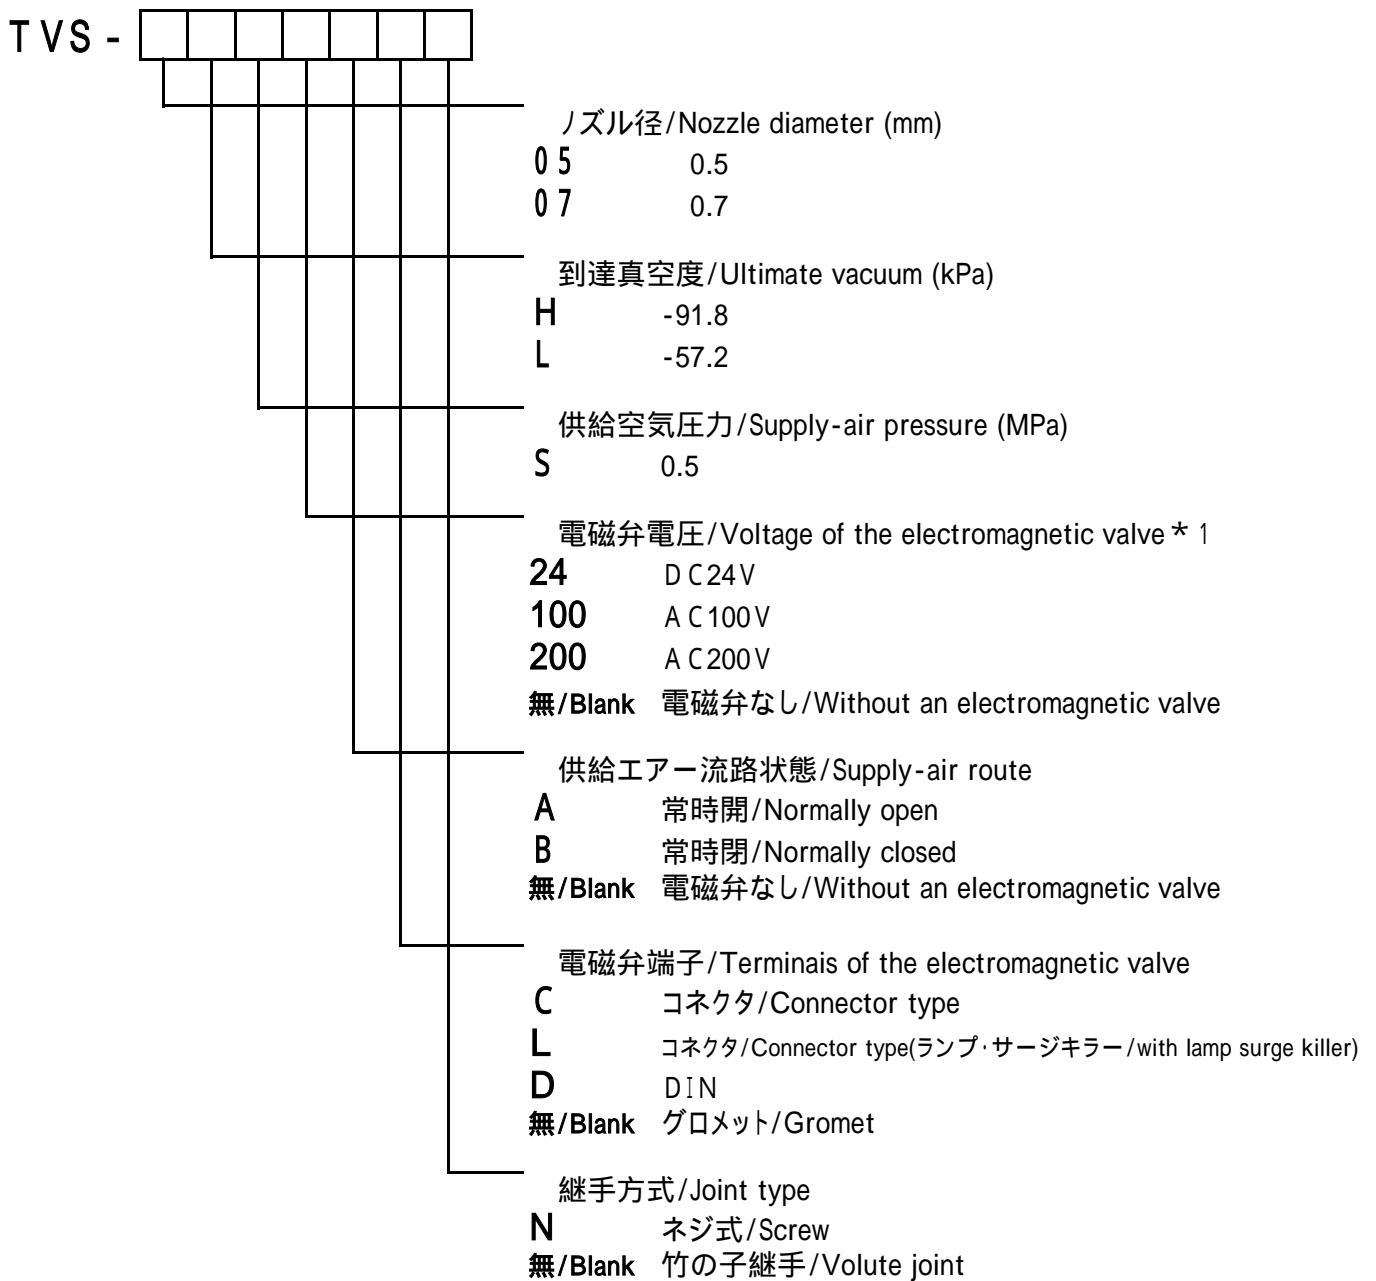 TVS-
ノズル径/Nozzle diameter (mm)
05 0.5
07 0.7
到達真空度/Ultimate vacuum (kPa)
H -91.8
L -57.2
供給空気圧力/Supply-air pressure (MPa)
S 0.5
電磁弁電圧/Voltage of the electromagnetic valve＊1
24 DC24V
100 AC100V
200 AC200V
無/Blank 電磁弁なし/Without an electromagnetic valve
供給エアー流路状態/Supply-air route
A 常時開/Normally open
B 常時閉/Normally closed
無/Blank 電磁弁なし/Without an electromagnetic valve
電磁弁端子/Terminais of the electromagnetic valve
C コネクタ/Connector type
L コネクタ/Connector type(ランプ・サージキラー/with lamp surge killer)
D DIN
無/Blank グロメット/Gromet
継手方式/Joint type
N ネジ式/Screw
無/Blank 竹の子継手/Volute joint